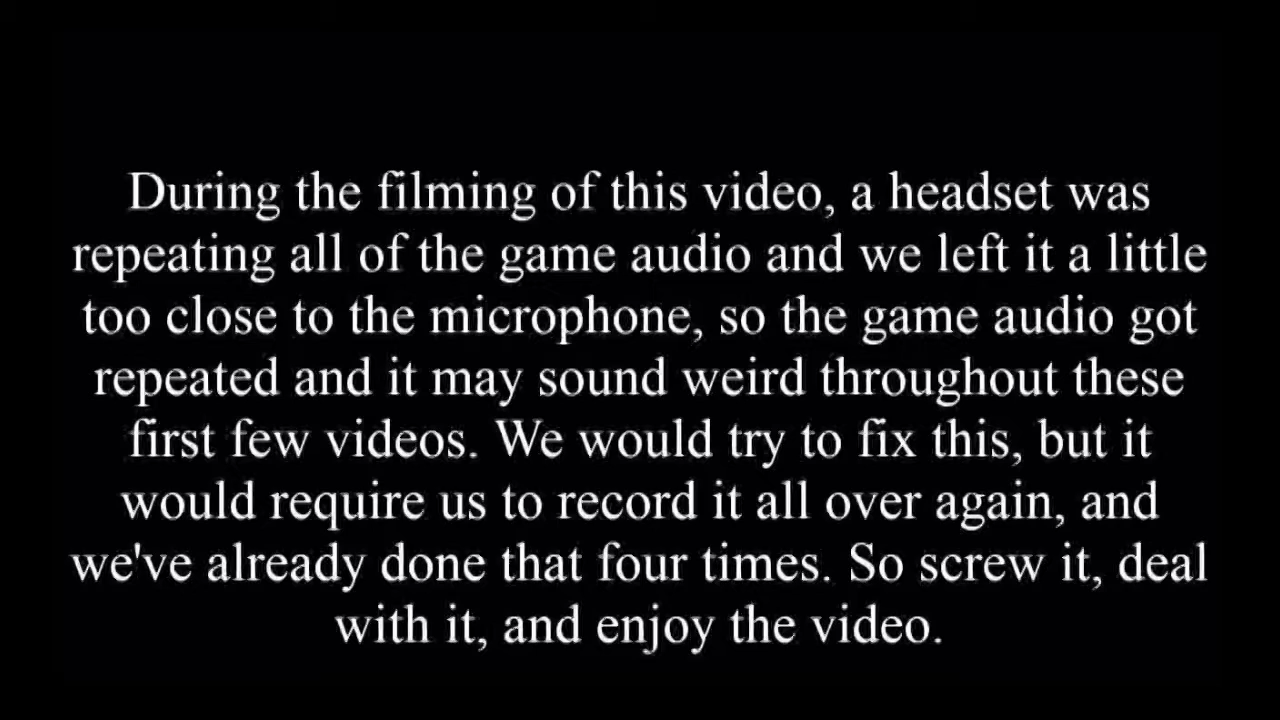 During the filming of this video, a headset was
repeating all of the game audio and we left it a little
too close to the microphone, so the game audio got
repeated and it may sound weird throughout these
first few videos. We would try to fix this, but it
would require us to record it all over again, and
we've already done that four times. So screw it, deal
with it, and enjoy the video.